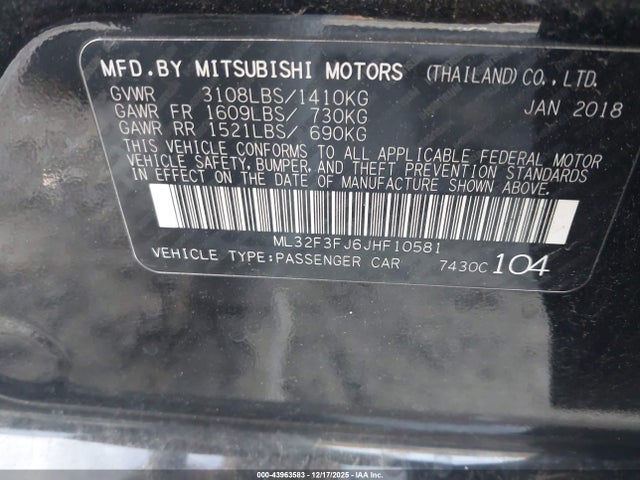 MFD.BY MITSUBISHI MOTORS (THAILAND)CO.,LTD.
GVWR 3108LBS/1410KG JAN 2018
GAWR FR 1609LBS/ 730KG
GAWR RR 1521LBS/ 690KG
THIS VEHICLE CONFORMS TO ALL APPLICABLE FEDERAL MOTOR
VEHICLE SAFETY, BUMPER, AND THEFT PREVENTION STANDARDS
IN EFFECT ON THE DATE OF MANUFACTURE SHOWN ABOVE.
ML32F3FJ6JHF10581
VEHICLE TYPE:PASSENGER CAR 7430C 104
000-43963583 - 12/17/2025 - IAAI.COM